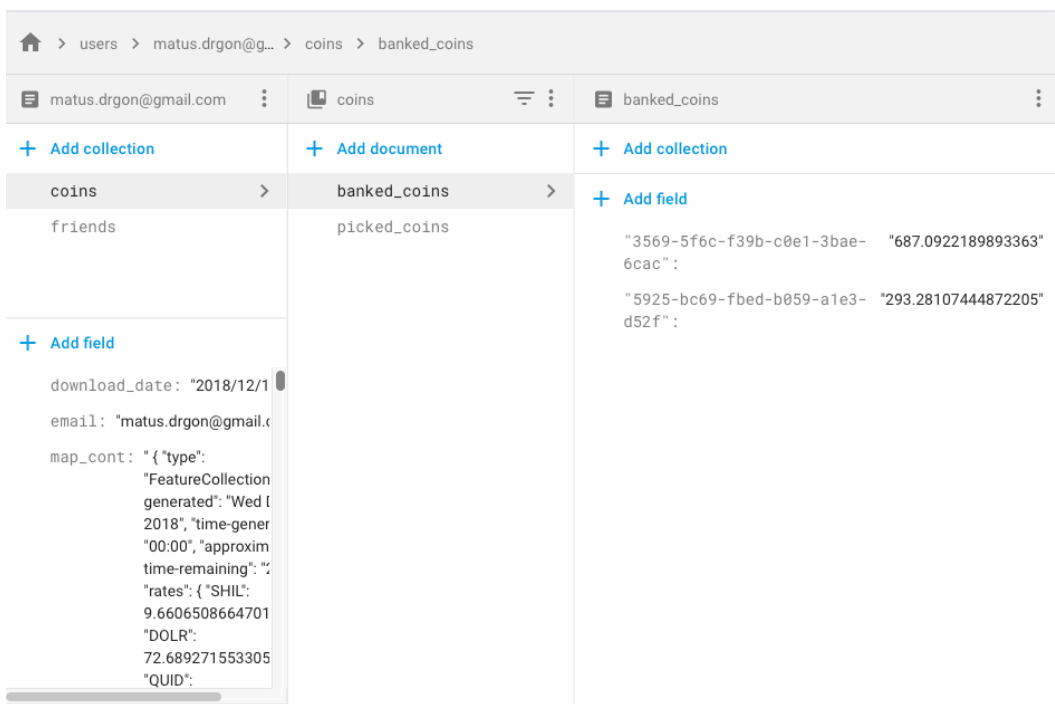 users > matus.drgon@g... > coins > banked_coins
matus.drgon@gmail.com
coins
banked_coins
+ Add collection
+ Add document
+ Add collection
coins >
banked_coins >
+ Add field
friends
picked_coins
"3569-5f6c-f39b-c0e1-3bae- "687.0922189893363"
6cac":
"5925-bc69-fbed-b059-a1e3- "293.28107444872205"
d52f":
+ Add field
download_date: "2018/12/1
email: "matus.drgon@gmail.c
map_cont: " { "type":
"FeatureCollection
generated": "Wed D
2018", "time-gener
"00:00", "approxim
time-remaining": "2
"rates": { "SHIL":
9.6606508664701
"DOLR":
72.689271553305
"QUID":